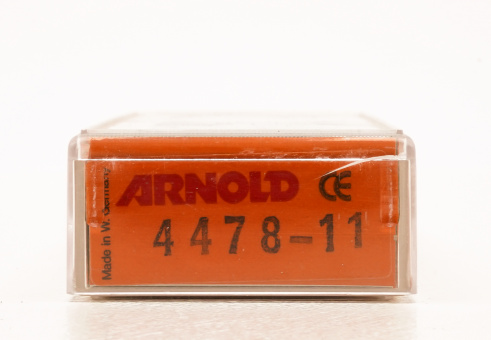 ARNOLD CE
4478-11
Made in W. Germany